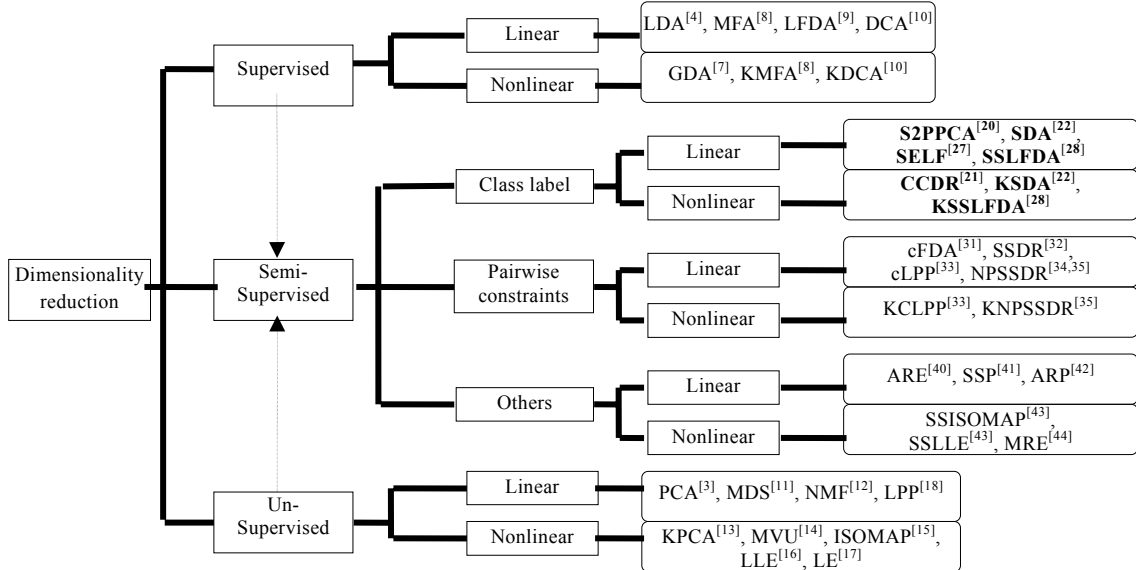 Dimensionality
reduction
Supervised
Linear
LDA[4], MFA[8], LFDA[9], DCA[10]
Nonlinear
GDA[7], KMFA[8], KDCA[10]
Semi-
Supervised
Class label
Linear
S2PPCA[20], SDA[22],
SELF[27], SSLFDA[28]
Nonlinear
CCDR[21], KSDA[22],
KSSLFDA[28]
Pairwise
constraints
Linear
cFDA[31], SSDR[32],
cLPP[33], NPSSDR[34,35]
Nonlinear
KCLPP[33], KNPSSDR[35]
Others
Linear
ARE[40], SSP[41], ARP[42]
Nonlinear
SSISOMAP[43],
SSLLE[43], MRE[44]
Un-
Supervised
Linear
PCA[3], MDS[11], NMF[12], LPP[18]
Nonlinear
KPCA[13], MVU[14], ISOMAP[15],
LLE[16], LE[17]